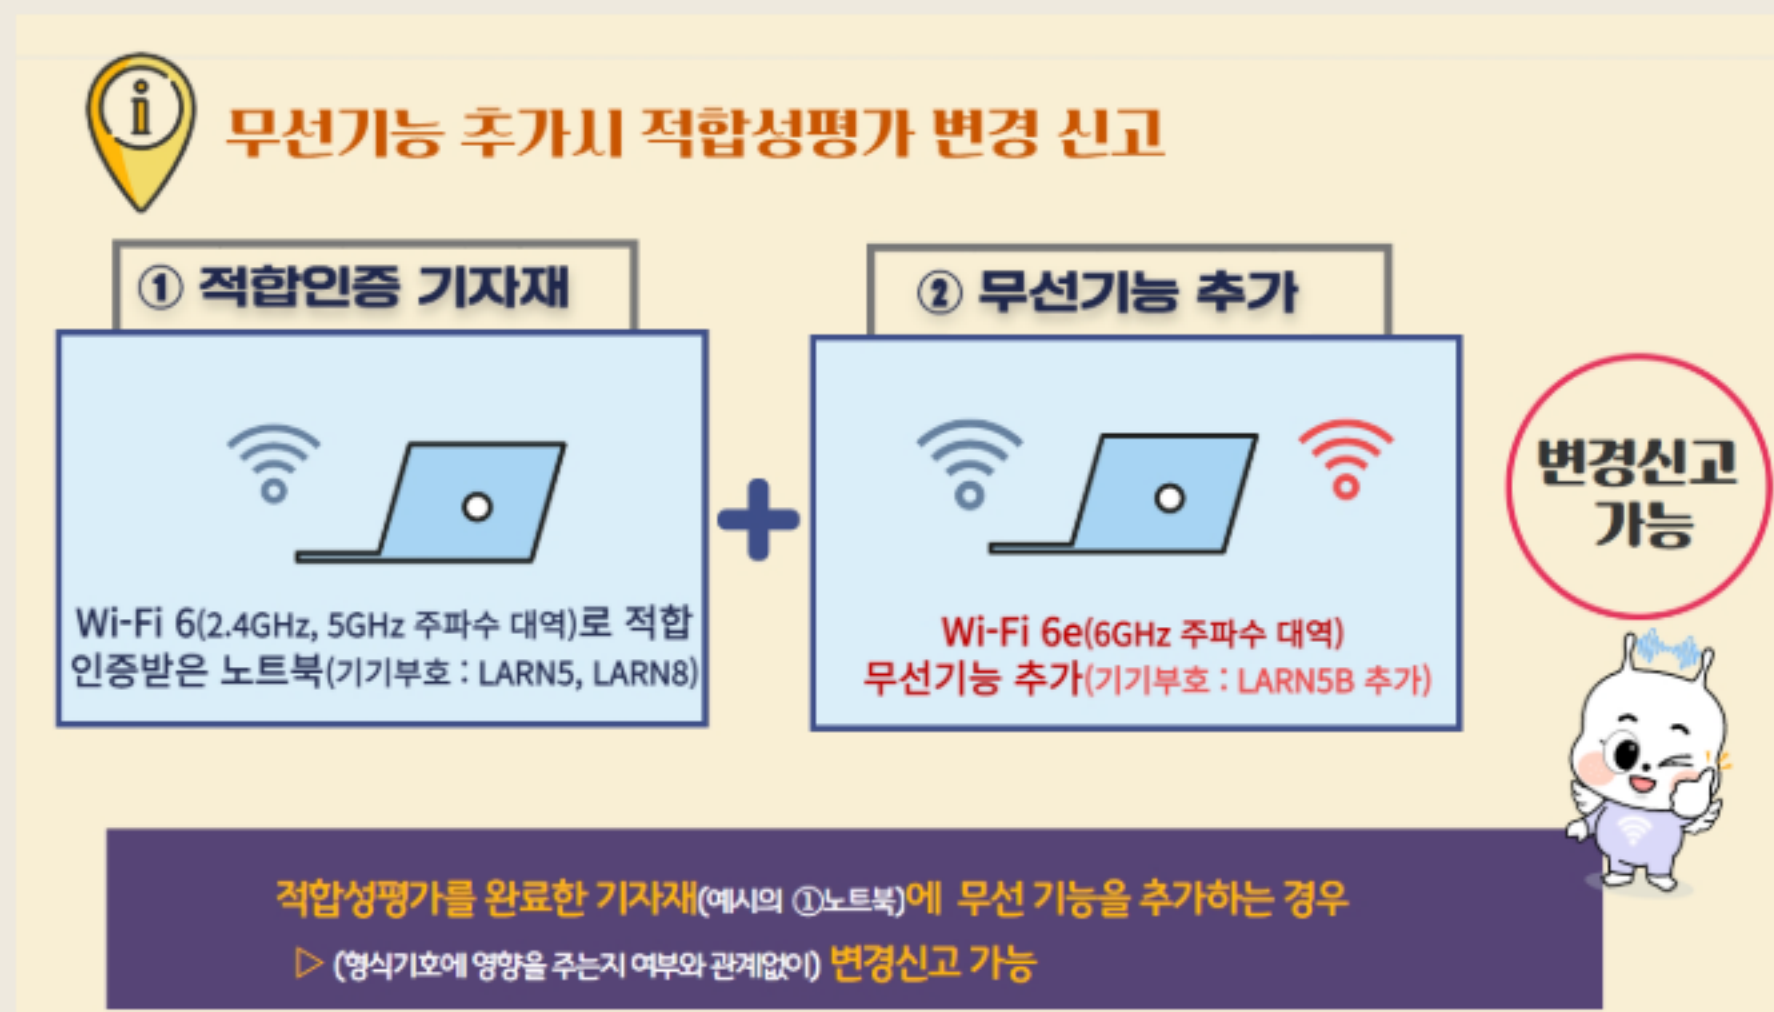 무선기능 추가시 적합성평가 변경 신고
① 적합인증 기자재
Wi-Fi 6(2.4GHz, 5GHz 주파수 대역)로 적합
인증받은 노트북(기기부호 : LARN5, LARN8)
② 무선기능 추가
Wi-Fi 6e(6GHz 주파수 대역)
무선기능 추가(기기부호 : LARN5B 추가)
변경신고
가능
적합성평가를 완료한 기자재(예시의 ①노트북)에 무선 기능을 추가하는 경우
▷ (형식기호에 영향을 주는지 여부와 관계없이) 변경신고 가능